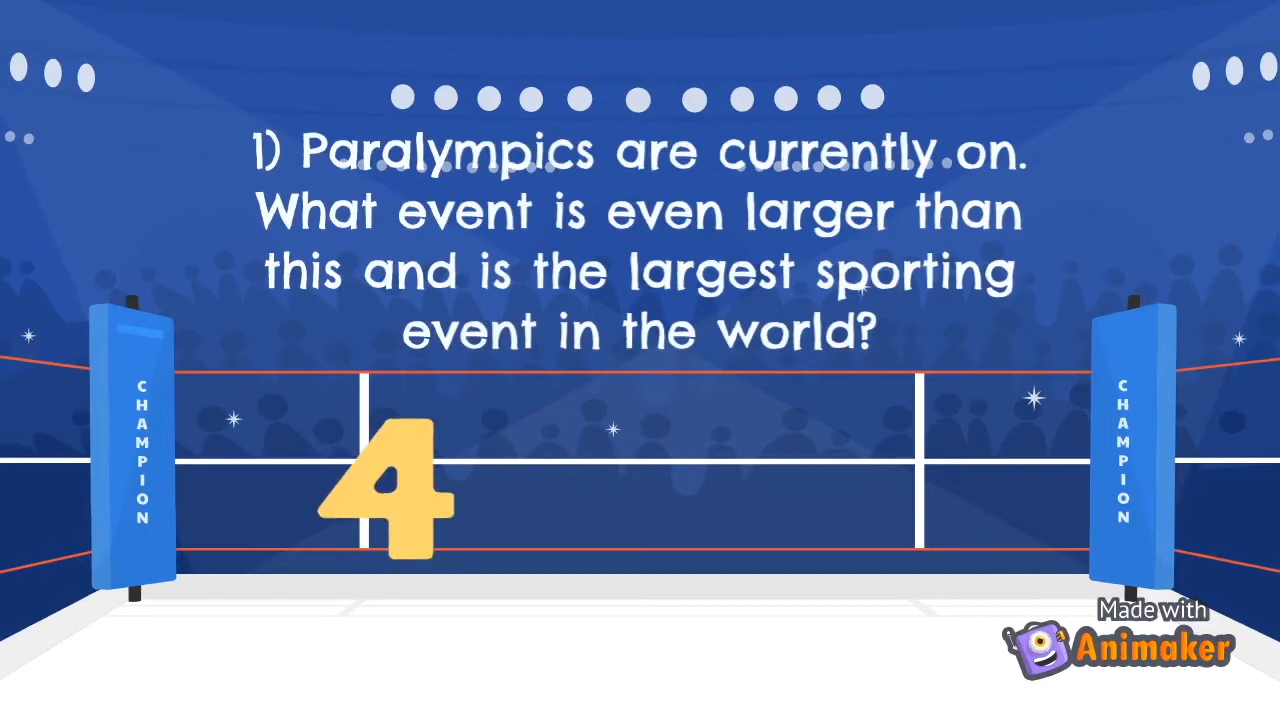 1) Paralympics are currently on.
What event is even larger than
this and is the largest sporting
event in the world?
CHAMPION
CHAMPION
4
Made with
Animaker